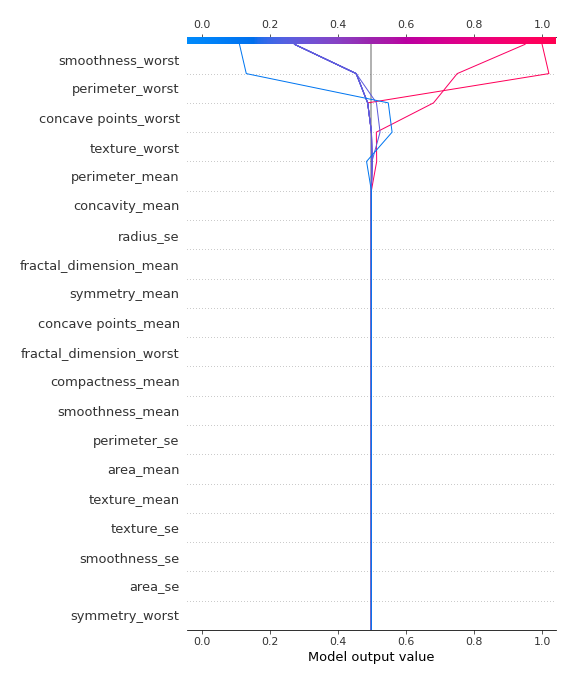 0.0 0.2 0.4 0.6 0.8 1.0
smoothness_worst
perimeter_worst
concave points_worst
texture_worst
perimeter_mean
concavity_mean
radius_se
fractal_dimension_mean
symmetry_mean
concave points_mean
fractal_dimension_worst
compactness_mean
smoothness_mean
perimeter_se
area_mean
texture_mean
texture_se
smoothness_se
area_se
symmetry_worst
0.0 0.2 0.4 0.6 0.8 1.0
Model output value